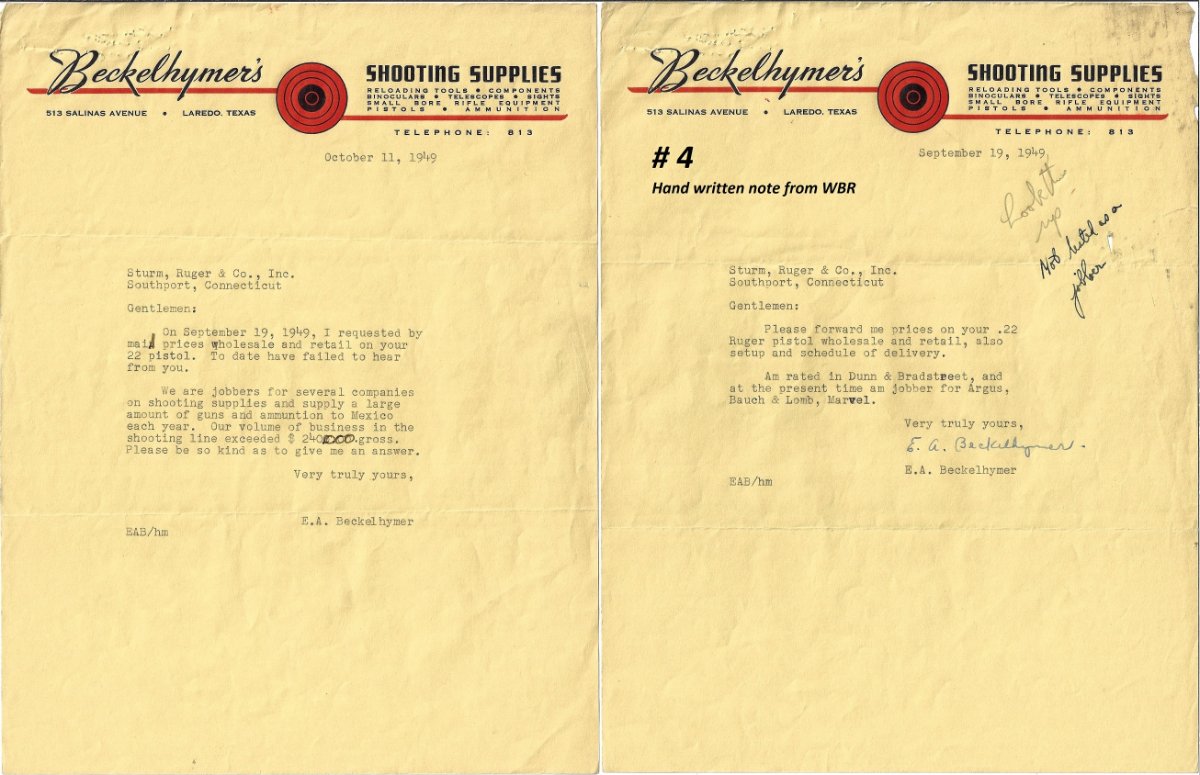 Beckelhymer's
513 SALINAS AVENUE • LAREDO, TEXAS
SHOOTING SUPPLIES
RELOADING TOOLS • COMPONENTS
BINOCULARS • TELESCOPES • SIGHTS
SMALL BORE RIFLE EQUIPMENT
PISTOLS • AMMUNITION
TELEPHONE: 813
October 11, 1949
Sturm, Ruger & Co., Inc.
Southport, Connecticut
Gentlemen:
On September 19, 1949, I requested by
mail prices wholesale and retail on your
22 pistol. To date have failed to hear
from you.
We are jobbers for several companies
on shooting supplies and supply a large
amount of guns and ammuntion to Mexico
each year. Our volume of business in the
shooting line exceeded $ 240000.gross.
Please be so kind as to give me an answer.
Very truly yours,
E.A. Beckelhymer
EAB/hm
Beckelhymer's
513 SALINAS AVENUE • LAREDO, TEXAS
SHOOTING SUPPLIES
RELOADING TOOLS • COMPONENTS
BINOCULARS • TELESCOPES • SIGHTS
SMALL BORE RIFLE EQUIPMENT
PISTOLS • AMMUNITION
TELEPHONE: 813
September 19, 1949
# 4
Hand written note from WBR
Look
up
Not listed as a
jobber
Sturm, Ruger & Co., Inc.
Southport, Connecticut
Gentlemen:
Please forward me prices on your .22
Ruger pistol wholesale and retail, also
setup and schedule of delivery.
Am rated in Dunn & Bradstreet, and
at the present time am jobber for Argus,
Bauch & Lomb, Marvel.
Very truly yours,
E. A. Beckelhymer.
E.A. Beckelhymer
EAB/hm